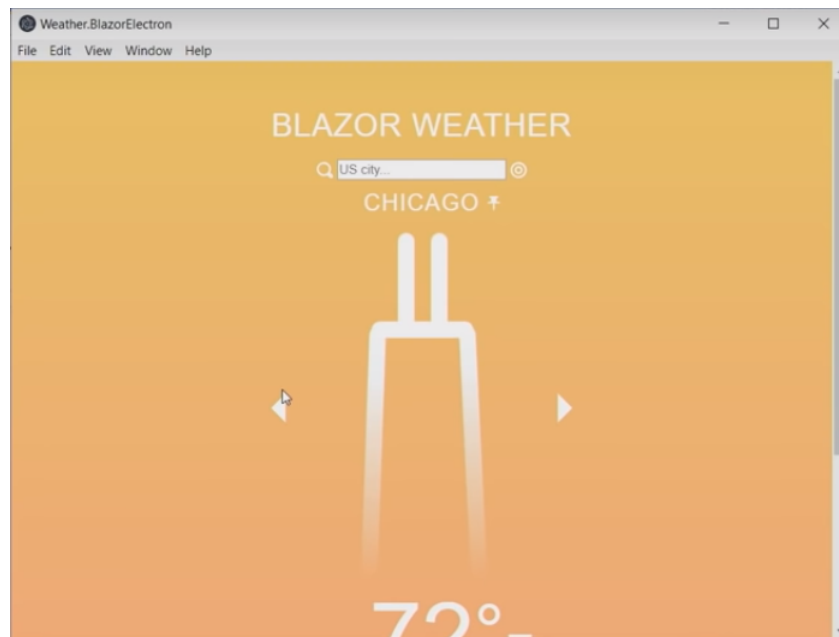 Weather.BlazorElectron
File Edit View Window Help
BLAZOR WEATHER
US city...
CHICAGO
72°